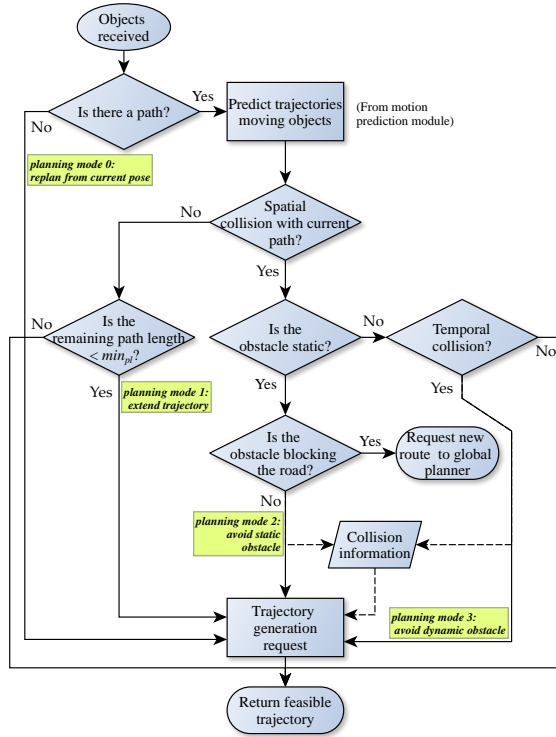 Objects
received
Is there a path?
Yes
No
Predict trajectories
moving objects
(From motion
prediction module)
planning mode 0:
replan from current pose
No
Spatial
collision with current
path?
Yes
No
Is the
remaining path length
< min_pl?
Yes
Is the
obstacle static?
No
Temporal
collision?
No
Yes
planning mode 1:
extend trajectory
Yes
Is the
obstacle blocking
the road?
Yes
Request new
route to global
planner
No
planning mode 2:
avoid static
obstacle
Collision
information
Trajectory
generation
request
planning mode 3:
avoid dynamic obstacle
Return feasible
trajectory